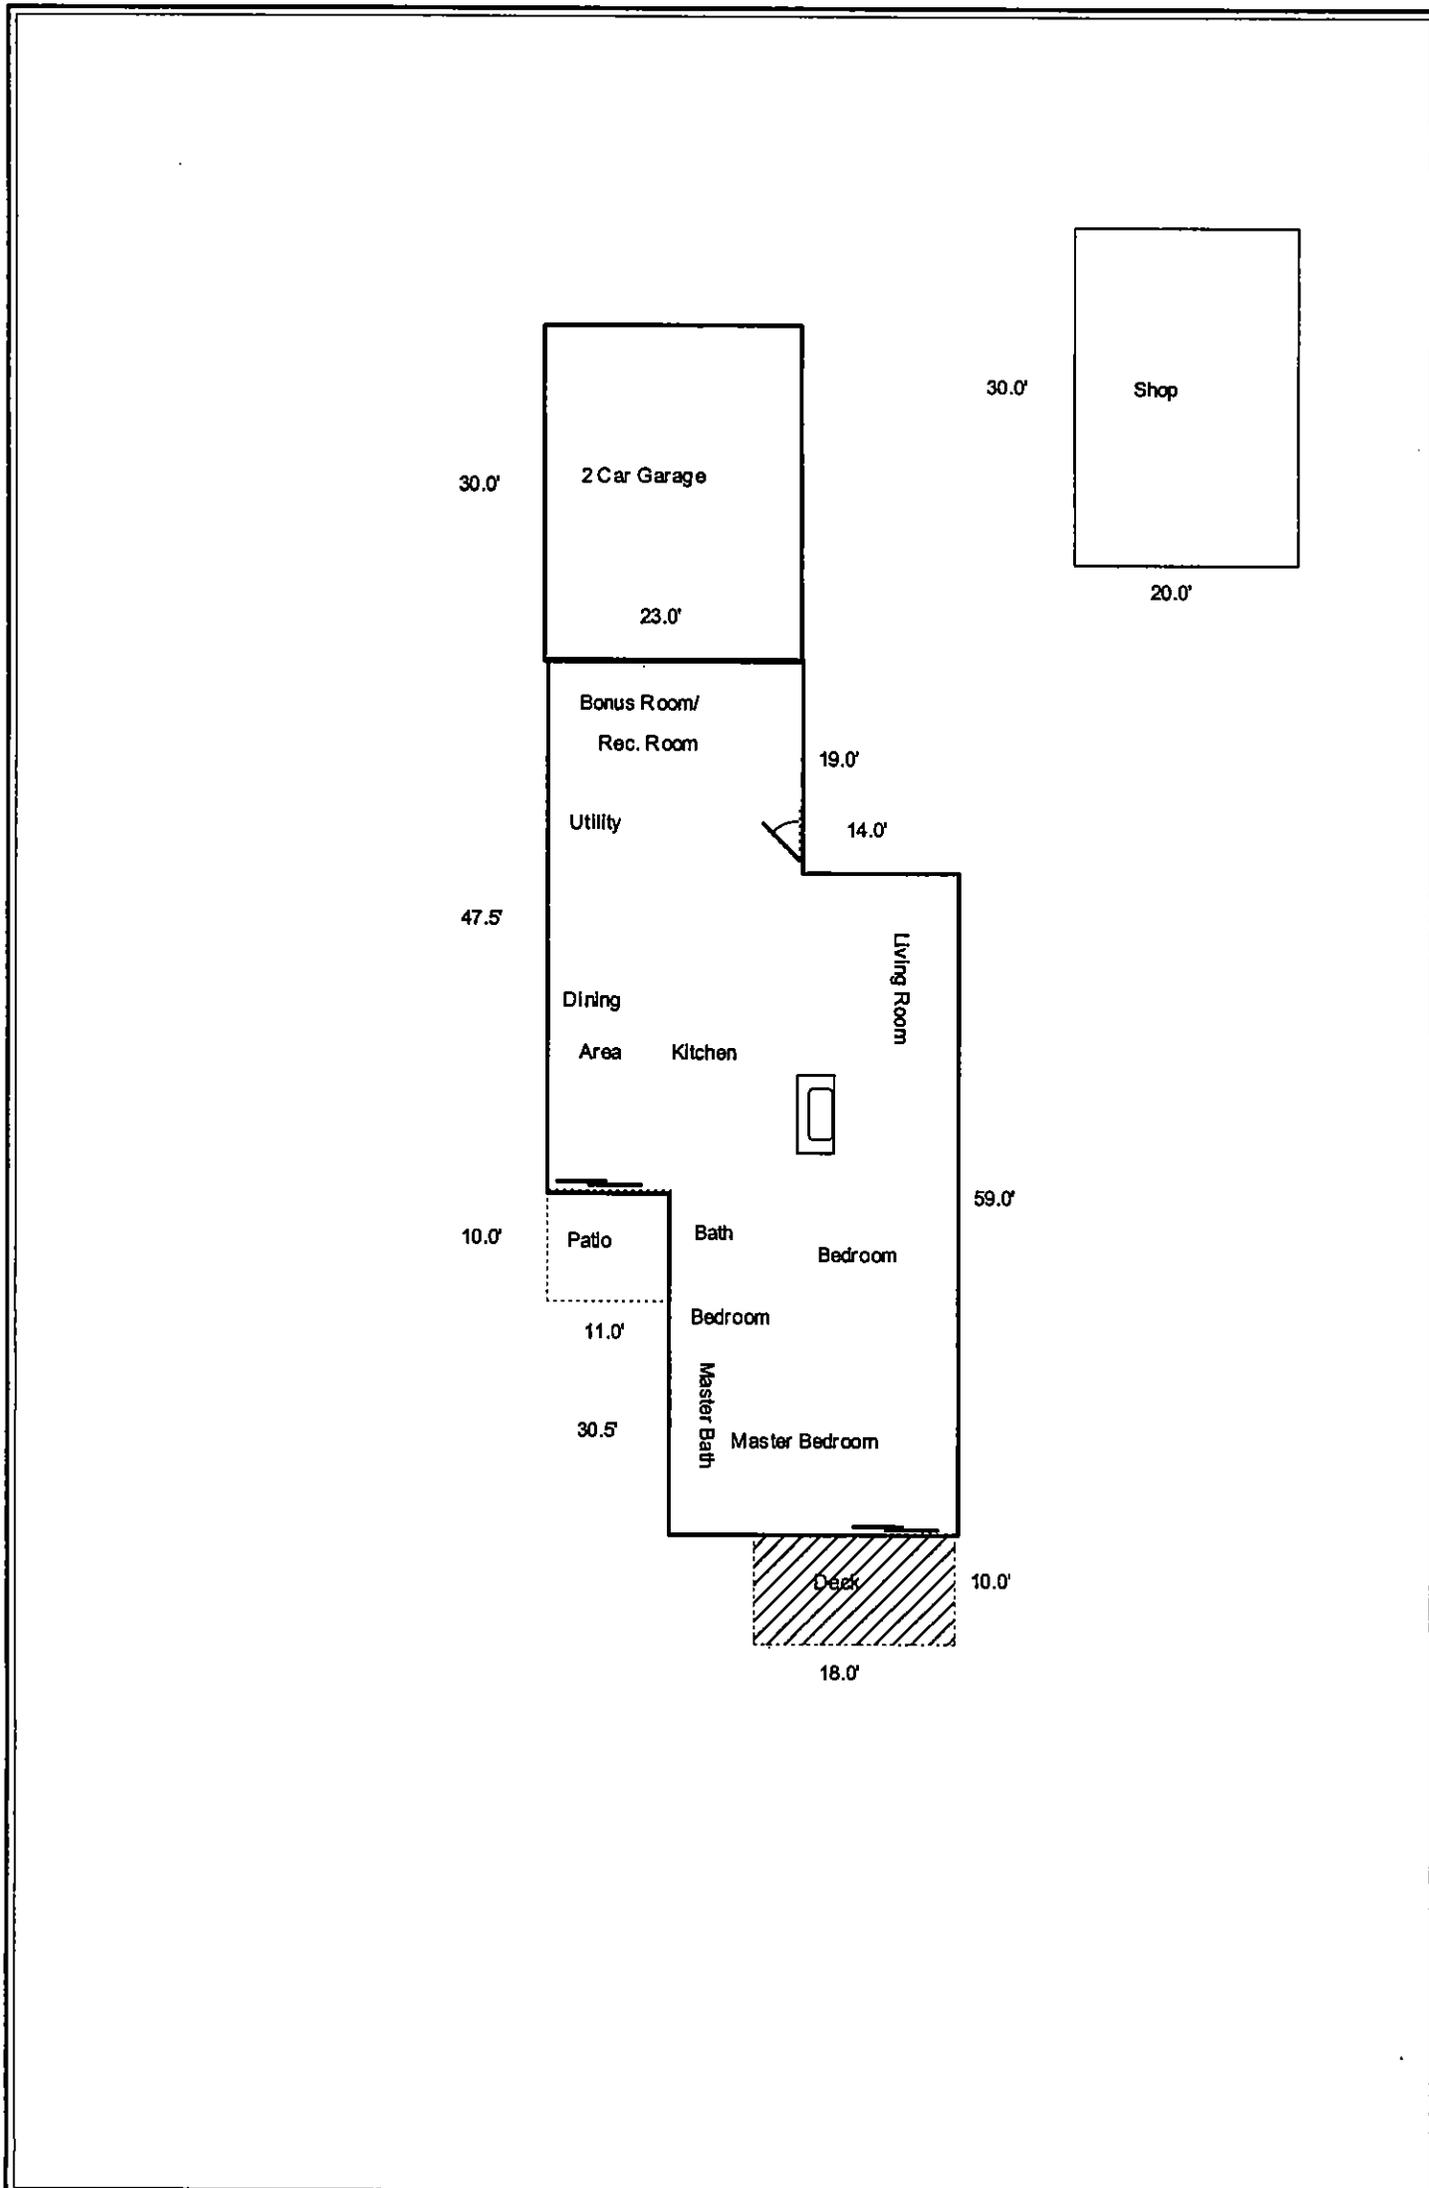 30.0'
Shop
20.0'
30.0'
2 Car Garage
23.0'
Bonus Room/
Rec. Room
19.0'
Utility
14.0'
47.5'
Living Room
Dining
Area
Kitchen
59.0'
10.0'
Patio
Bath
Bedroom
11.0'
Bedroom
Master Bath
30.5'
Master Bedroom
Deck
10.0'
18.0'